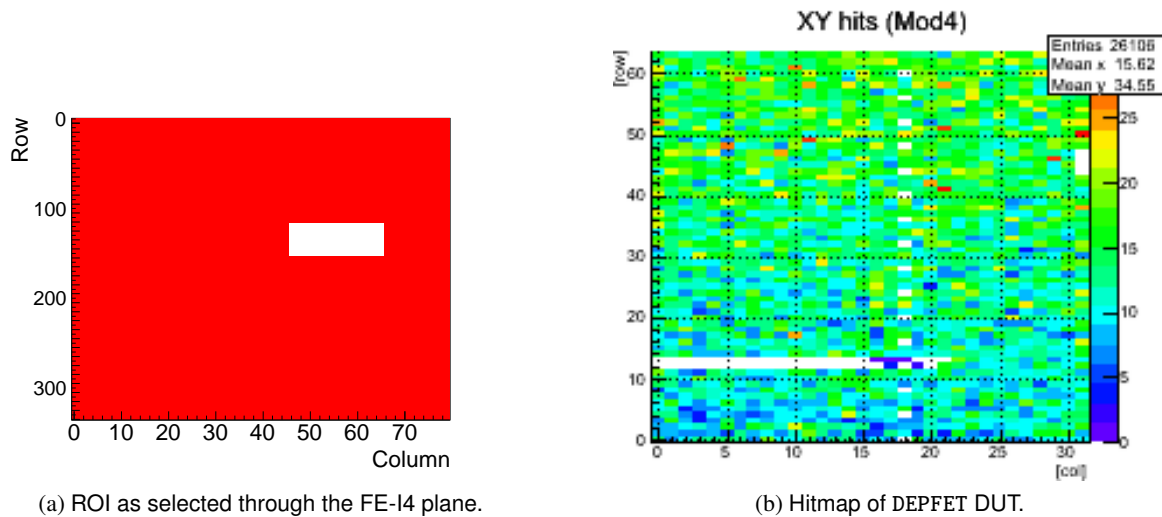 XY hits (Mod4)
Entries 26106
Mean x 15.62
Mean y 34.55
Row
0
100
200
300
0 10 20 30 40 50 60 70
Column
[row]
60
50
40
30
20
10
0
0 5 10 15 20 25 30
[col]
25
20
15
10
5
0
(a) ROI as selected through the FE-I4 plane.
(b) Hitmap of DEPFET DUT.